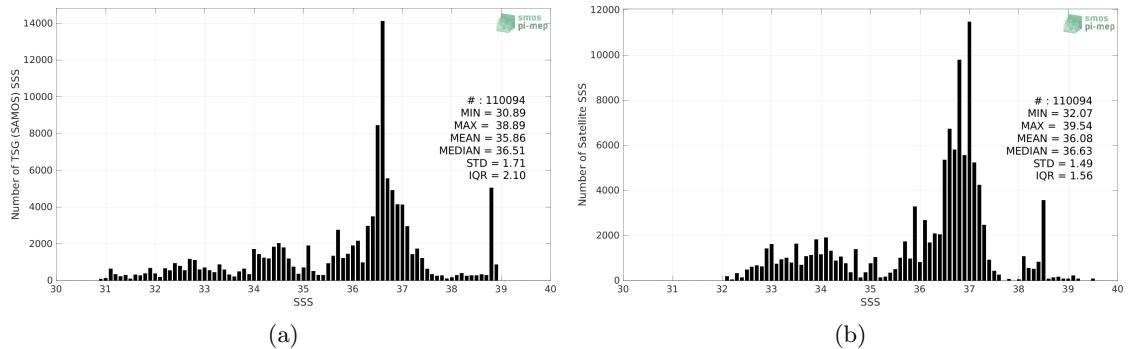 smos
pi-mep
14000
12000
10000
8000
6000
4000
2000
0
Number of TSG (SAMOS) SSS
# : 110094
MIN = 30.89
MAX = 38.89
MEAN = 35.86
MEDIAN = 36.51
STD = 1.71
IQR = 2.10
30 31 32 33 34 35 36 37 38 39 40
SSS
(a)
smos
pi-mep
12000
10000
8000
6000
4000
2000
0
Number of Satellite SSS
# : 110094
MIN = 32.07
MAX = 39.54
MEAN = 36.08
MEDIAN = 36.63
STD = 1.49
IQR = 1.56
30 31 32 33 34 35 36 37 38 39 40
SSS
(b)